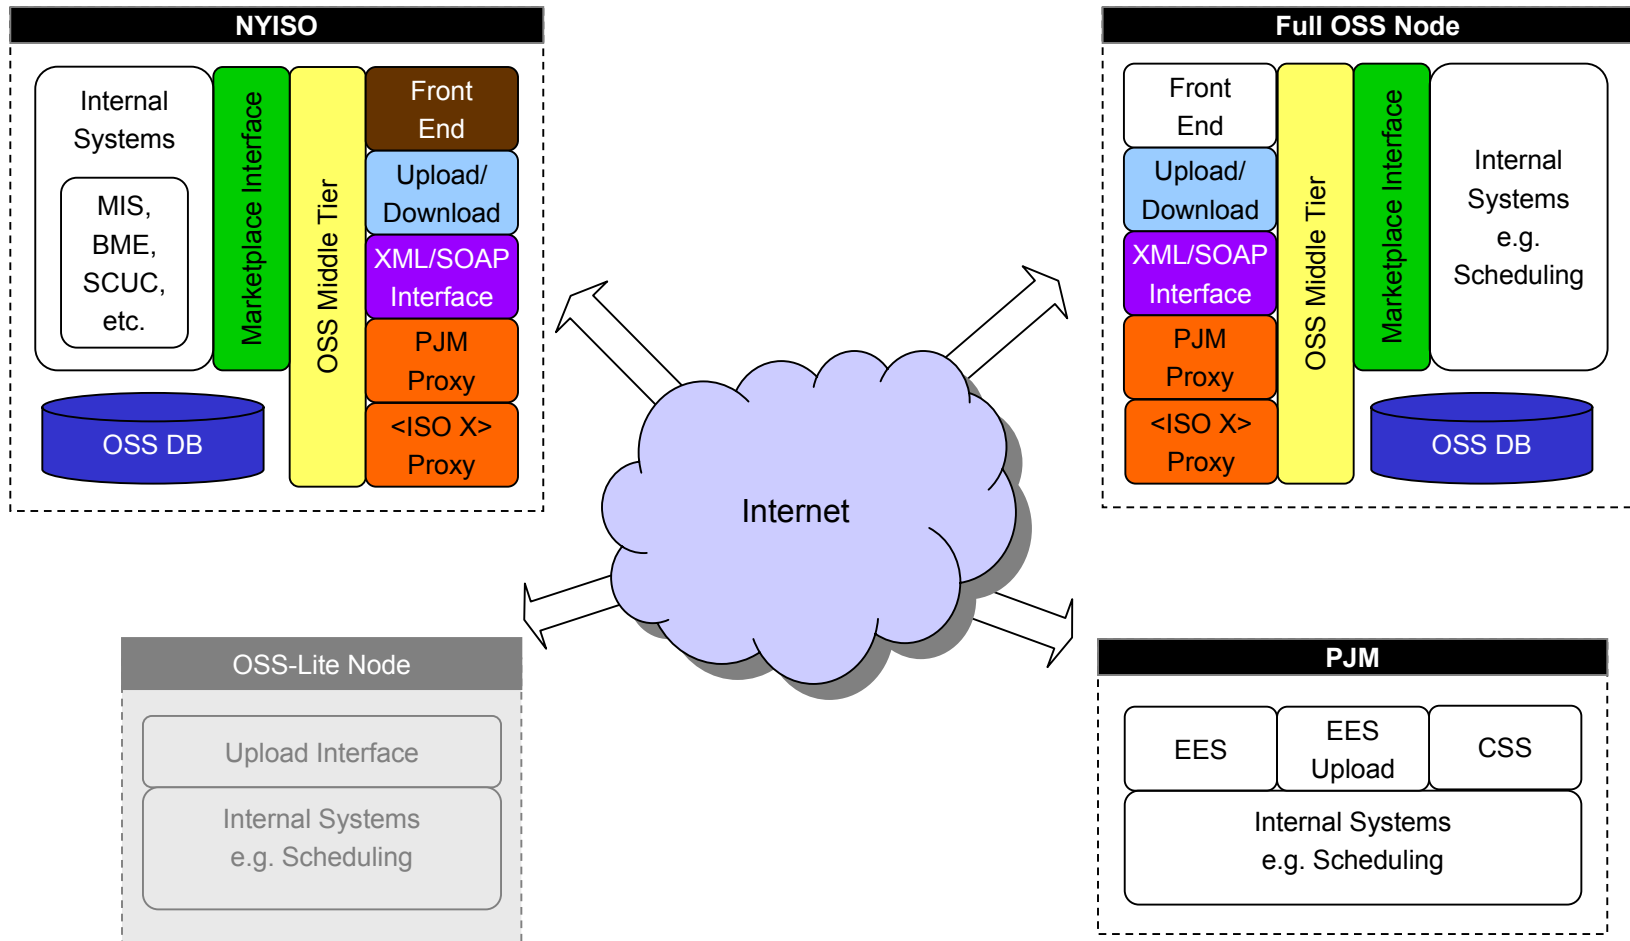 NYISO
Internal
Systems
MIS,
BME,
SCUC,
etc.
Marketplace Interface
OSS Middle Tier
Front
End
Upload/
Download
XML/SOAP
Interface
PJM
Proxy
<ISO X>
Proxy
OSS DB
Full OSS Node
Front
End
Upload/
Download
XML/SOAP
Interface
PJM
Proxy
<ISO X>
Proxy
OSS Middle Tier
Marketplace Interface
Internal
Systems
e.g.
Scheduling
OSS DB
Internet
OSS-Lite Node
Upload Interface
Internal Systems
e.g. Scheduling
PJM
EES
EES
Upload
CSS
Internal Systems
e.g. Scheduling